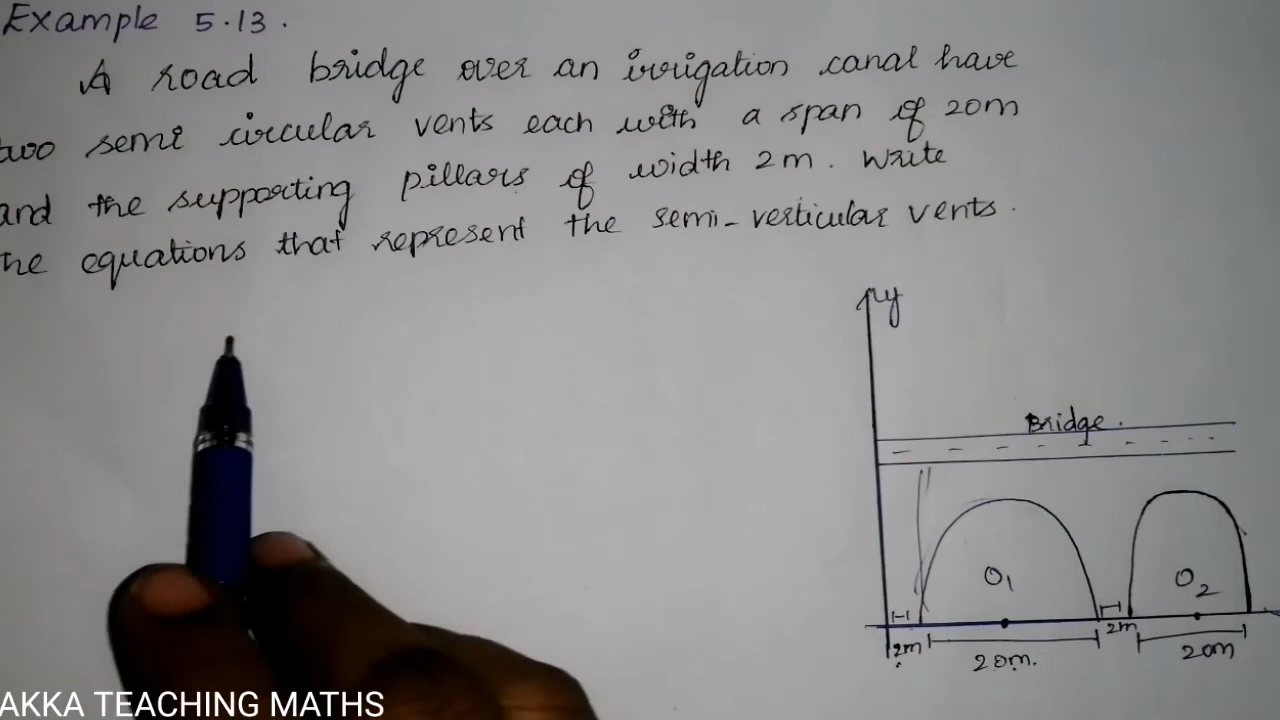 Example 5.13.
A road bridge over an irrigation canal have
two semi circular vents each with a span of 20m
and the supporting pillars of width 2m. Write
he equations that represent the semi-verticular vents.
y
Bridge.
O1
O2
2m
20m.
2m
20m
AKKA TEACHING MATHS